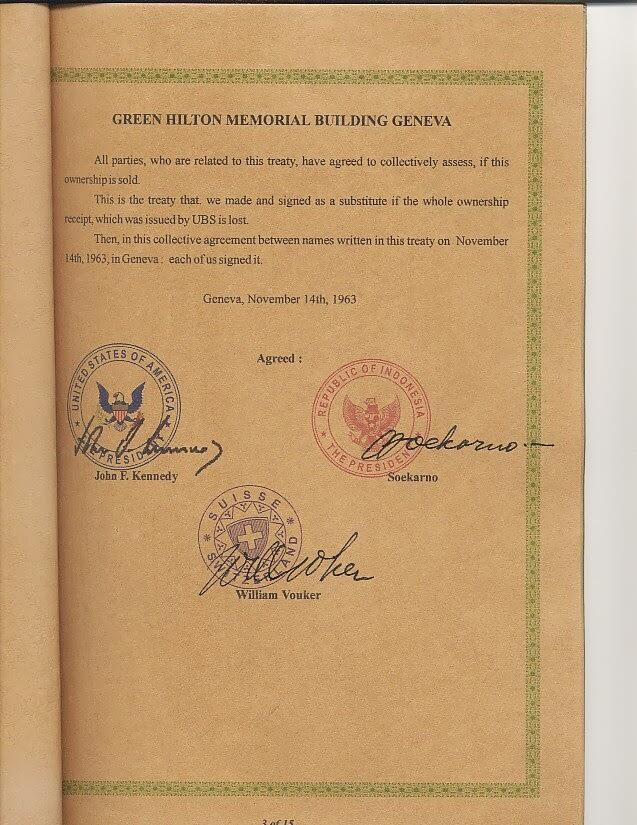 GREEN HILTON MEMORIAL BUILDING GENEVA
All parties, who are related to this treaty, have agreed to collectively assess, if this
ownership is sold.
This is the treaty that. we made and signed as a substitute if the whole ownership
receipt, which was issued by UBS is lost.
Then, in this collective agreement between names written in this treaty on November
14th, 1963, in Geneva : each of us signed it.
Geneva, November 14th, 1963
Agreed :
UNITED STATES OF AMERICA
PRESIDENT
John F. Kennedy
REPUBLIC OF INDONESIA
THE PRESIDENT
Soekarno
Soekarno
SUISSE
SWITZERLAND
William Vouker
3 of 15